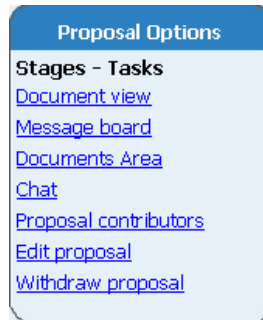 Proposal Options
Stages - Tasks
Document view
Message board
Documents Area
Chat
Proposal contributors
Edit proposal
Withdraw proposal